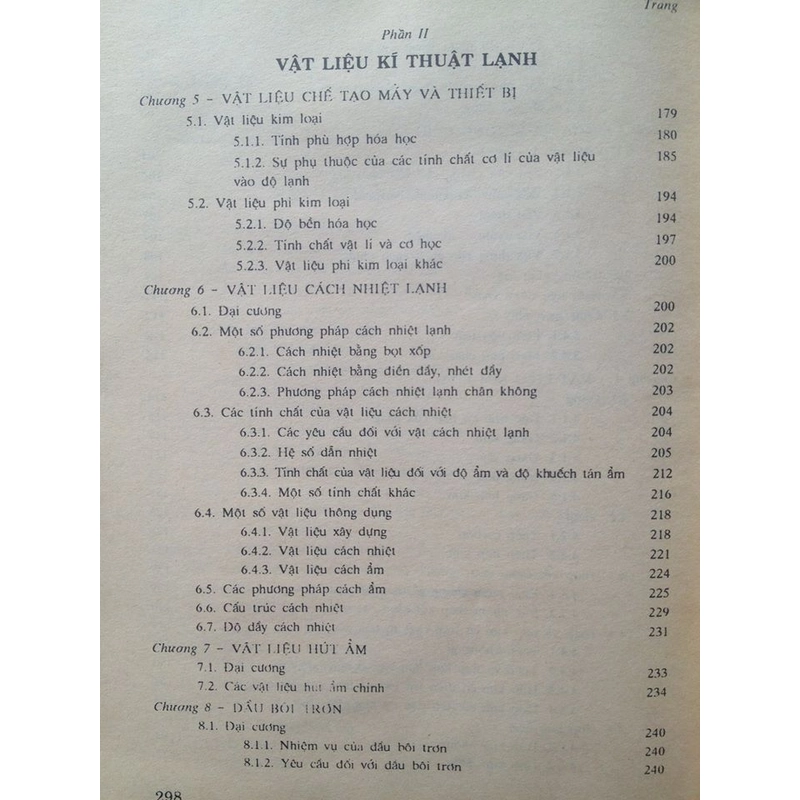 Trang
Phần II
VẬT LIỆU KĨ THUẬT LẠNH
Chương 5 – VẬT LIỆU CHẾ TẠO MÁY VÀ THIẾT BỊ
5.1. Vật liệu kim loại 179
5.1.1. Tính phù hợp hóa học 180
5.1.2. Sự phụ thuộc của các tính chất cơ lí của vật liệu 185
vào độ lạnh
5.2. Vật liệu phi kim loại 194
5.2.1. Độ bền hóa học 194
5.2.2. Tính chất vật lí và cơ học 197
5.2.3. Vật liệu phi kim loại khác 200
Chương 6 – VẬT LIỆU CÁCH NHIỆT LẠNH
6.1. Đại cương 200
6.2. Một số phương pháp cách nhiệt lạnh 202
6.2.1. Cách nhiệt bằng bọt xốp 202
6.2.2. Cách nhiệt bằng điền đầy, nhét đầy 202
6.2.3. Phương pháp cách nhiệt lạnh chân không 203
6.3. Các tính chất của vật liệu cách nhiệt 204
6.3.1. Các yêu cầu đối với vật cách nhiệt lạnh 204
6.3.2. Hệ số dẫn nhiệt 205
6.3.3. Tính chất của vật liệu đối với độ ẩm và độ khuếch tán ẩm 212
6.3.4. Một số tính chất khác 216
6.4. Một số vật liệu thông dụng 218
6.4.1. Vật liệu xây dựng 218
6.4.2. Vật liệu cách nhiệt 221
6.4.3. Vật liệu cách ẩm 224
6.5. Các phương pháp cách ẩm 225
6.6. Cấu trúc cách nhiệt 229
6.7. Độ dầy cách nhiệt 231
Chương 7 – VẬT LIỆU HÚT ẨM
7.1. Đại cương 233
7.2. Các vật liệu hút ẩm chính 234
Chương 8 – DẦU BÔI TRƠN
8.1. Đại cương 240
8.1.1. Nhiệm vụ của dầu bôi trơn 240
8.1.2. Yêu cầu đối với dầu bôi trơn 240
298